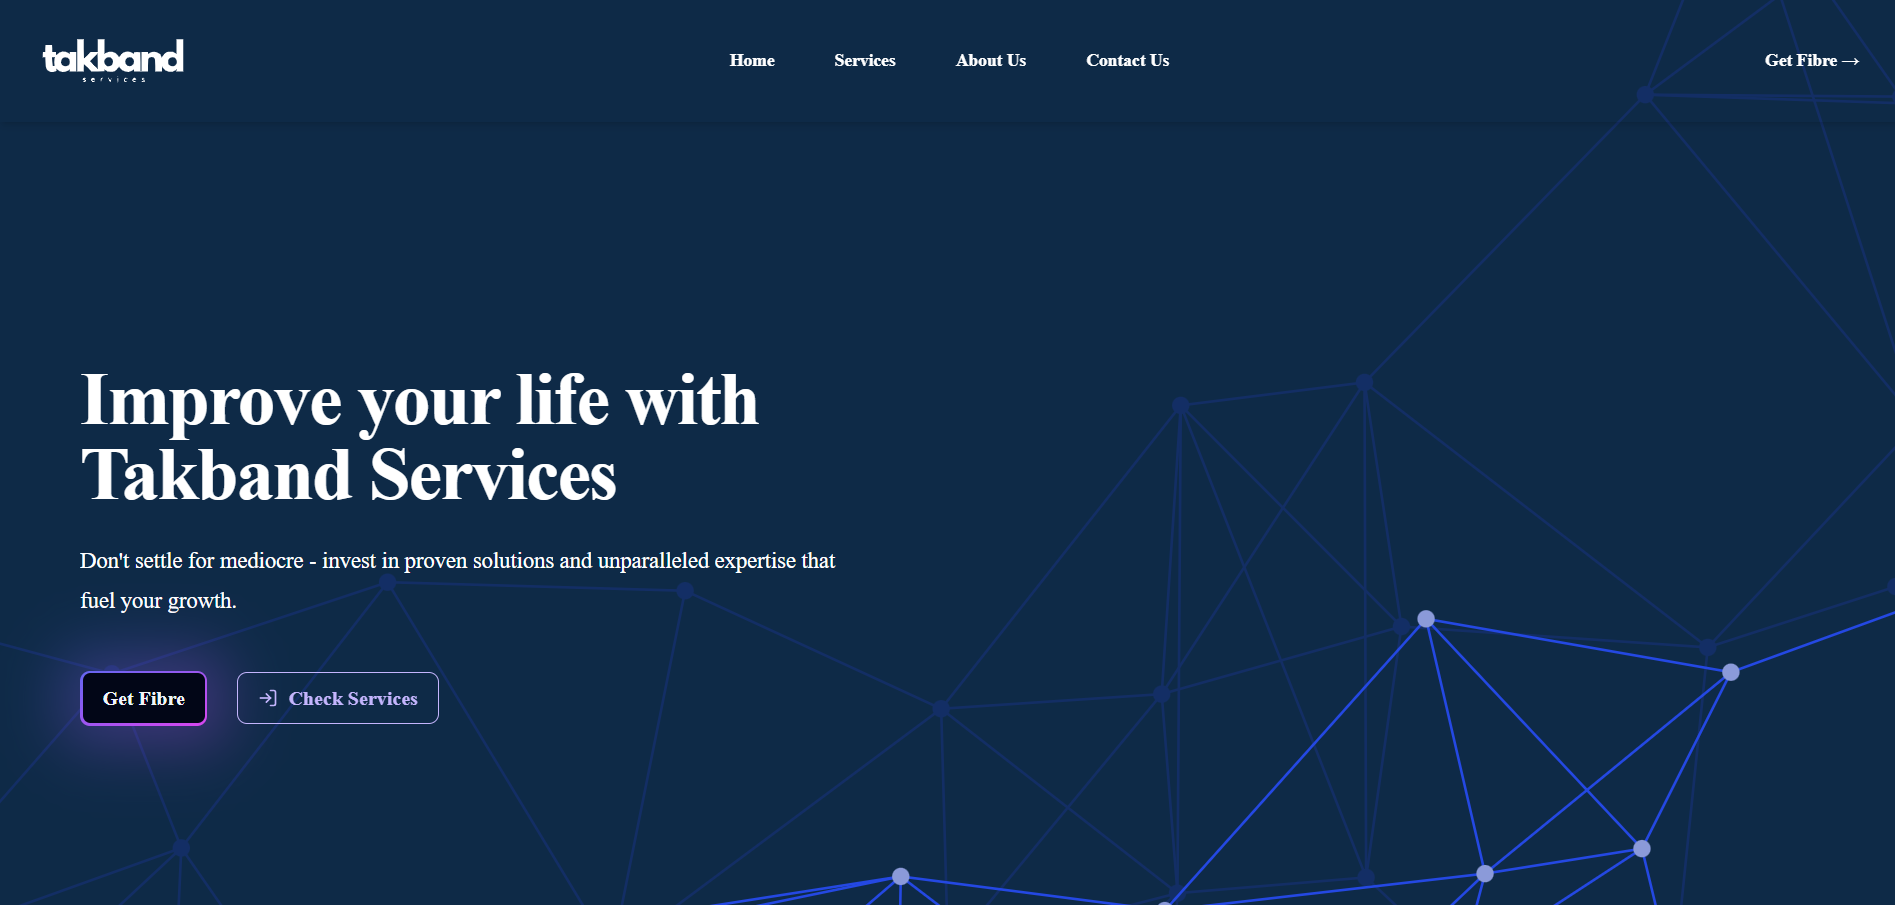 takband
services
Home
Services
About Us
Contact Us
Get Fibre →
Improve your life with
Takband Services
Don't settle for mediocre - invest in proven solutions and unparalleled expertise that
fuel your growth.
Get Fibre
Check Services